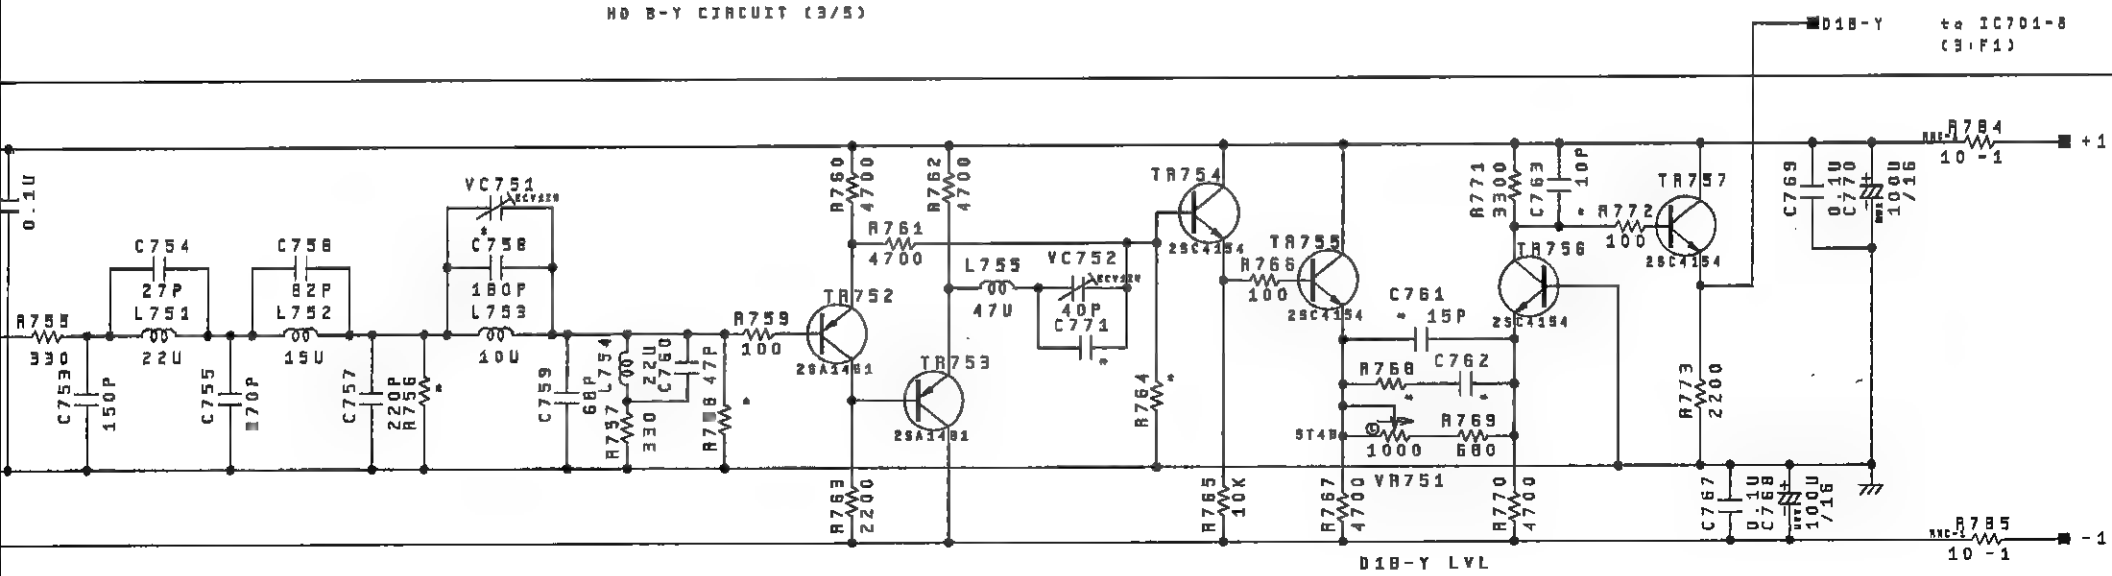 HD B-Y CIRCUIT (3/5)
D1B-Y
to IC701-8
(3:F1)
R784
10 -1
+1
R760
4700
R762
4700
TR754
2SC4154
R771
3300
C763
10P
*
R772
100
TR757
2SC4154
C769
0.1U
C770
100U
/16
0.1U
VC751
ECV12W
*
C754
27P
L751
22U
C756
82P
L752
15U
C758
180P
L753
10U
R761
4700
L755
47U
VC752
ECV12W
40P
C771
*
R766
100
TR755
2SC4154
TR756
2SC4154
C761
* 15P
R755
330
C753
150P
C755
C757
220P
R756
*
C759
68P
L754
22U
C760
47P
R757
330
*
R759
100
TR752
2SA1461
TR753
2SA1461
R764
*
R768
*
C762
*
ST4B
R769
680
1000
VR751
R773
2200
R763
220
R765
10K
R767
4700
R770
4700
C767
0.1U
C768
100U
/16
R785
10 -1
-1
D1B-Y LVL